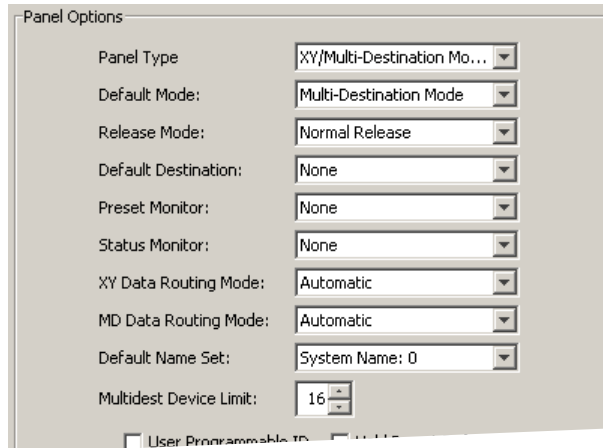 Panel Options
Panel Type XY/Multi-Destination Mo...
Default Mode: Multi-Destination Mode
Release Mode: Normal Release
Default Destination: None
Preset Monitor: None
Status Monitor: None
XY Data Routing Mode: Automatic
MD Data Routing Mode: Automatic
Default Name Set: System Name: 0
Multidest Device Limit: 16
User Programmable ID